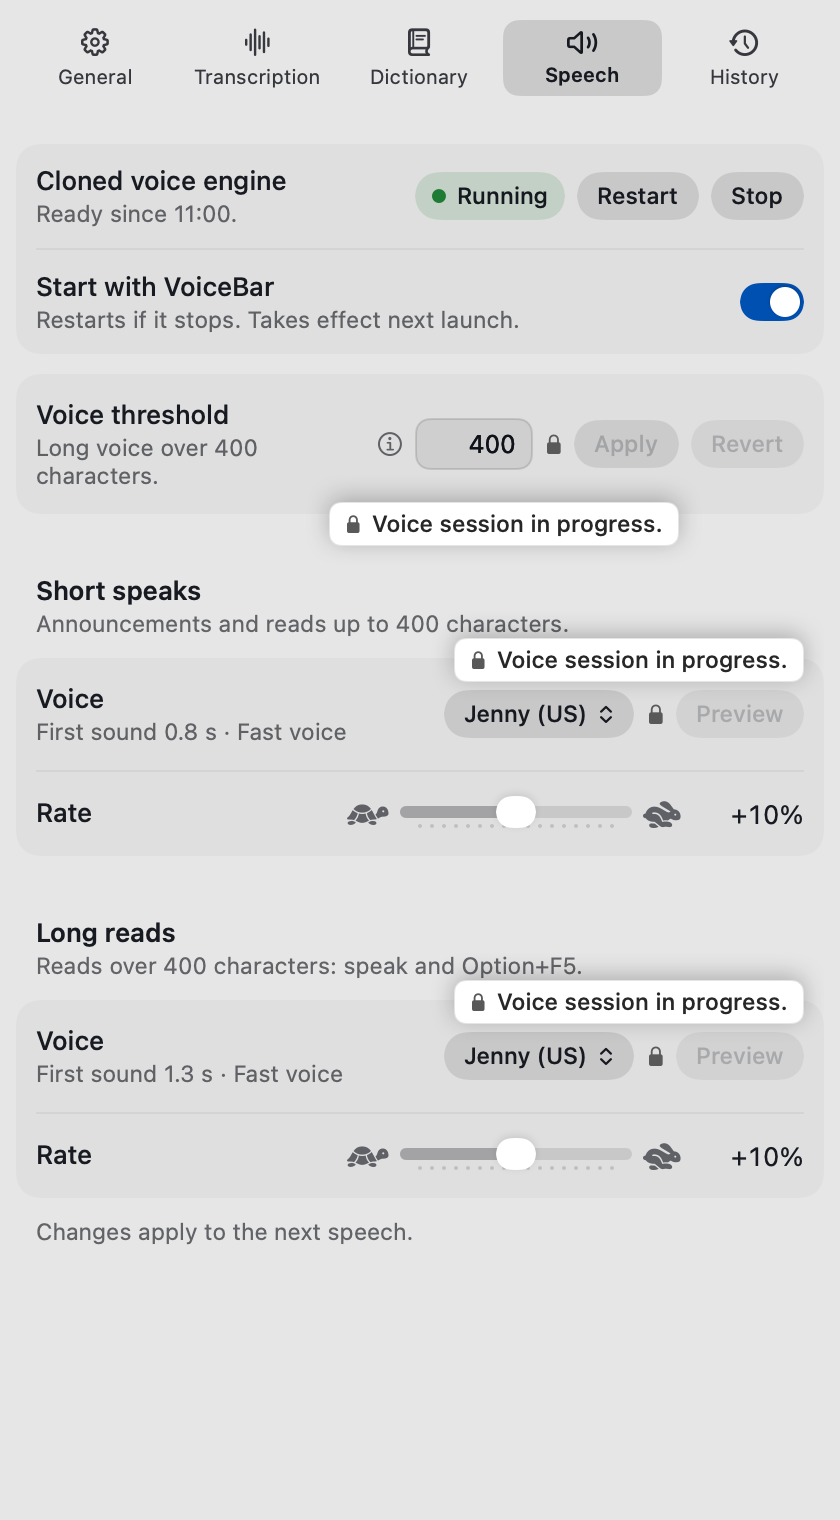 General
Transcription
Dictionary
Speech
History
Cloned voice engine
Ready since 11:00.
Running
Restart
Stop
Start with VoiceBar
Restarts if it stops. Takes effect next launch.
Voice threshold
Long voice over 400
characters.
400
Apply
Revert
Voice session in progress.
Short speaks
Announcements and reads up to 400 characters.
Voice session in progress.
Voice
First sound 0.8 s · Fast voice
Jenny (US)
Preview
Rate
+10%
Long reads
Reads over 400 characters: speak and Option+F5.
Voice session in progress.
Voice
First sound 1.3 s · Fast voice
Jenny (US)
Preview
Rate
+10%
Changes apply to the next speech.